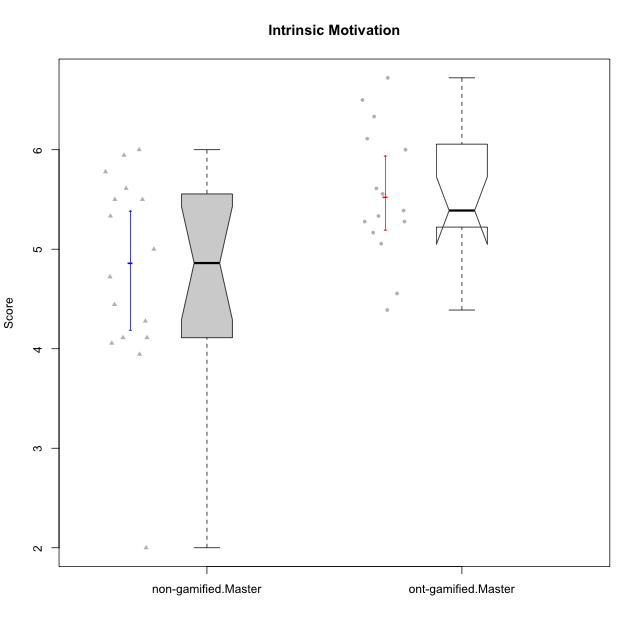 Intrinsic Motivation
Score
6
5
4
3
2
non-gamified.Master
ont-gamified.Master